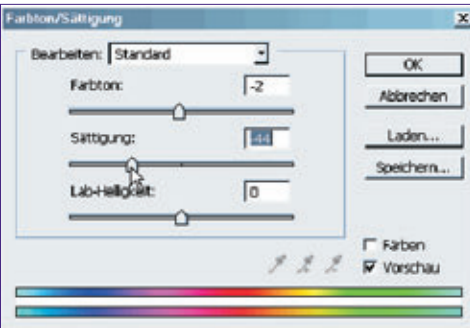 Farbton/Sättigung
Bearbeiten: Standard
OK
Farbton: -2
Abbrechen
Sättigung: -44
Laden...
Speichern...
Lab-Helligkeit: 0
Färben
Vorschau